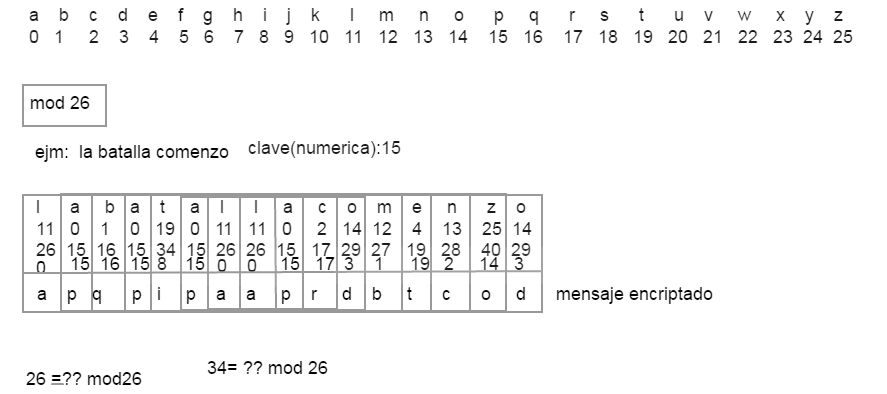 a b c d e f g h i j k l m n o p q r s t u v w x y z
0 1 2 3 4 5 6 7 8 9 10 11 12 13 14 15 16 17 18 19 20 21 22 23 24 25
mod 26
ejm: la batalla comenzo clave(numerica):15
l a b a t a l l a c o m e n z o
11 0 1 0 19 0 11 11 0 2 14 12 4 13 25 14
26 15 16 15 34 15 26 26 15 17 29 27 19 28 40 29
0 15 16 15 8 15 0 0 15 17 3 1 19 2 14 3
a p q p i p a a p r d b t c o d mensaje encriptado
26 =?? mod26 34= ?? mod 26